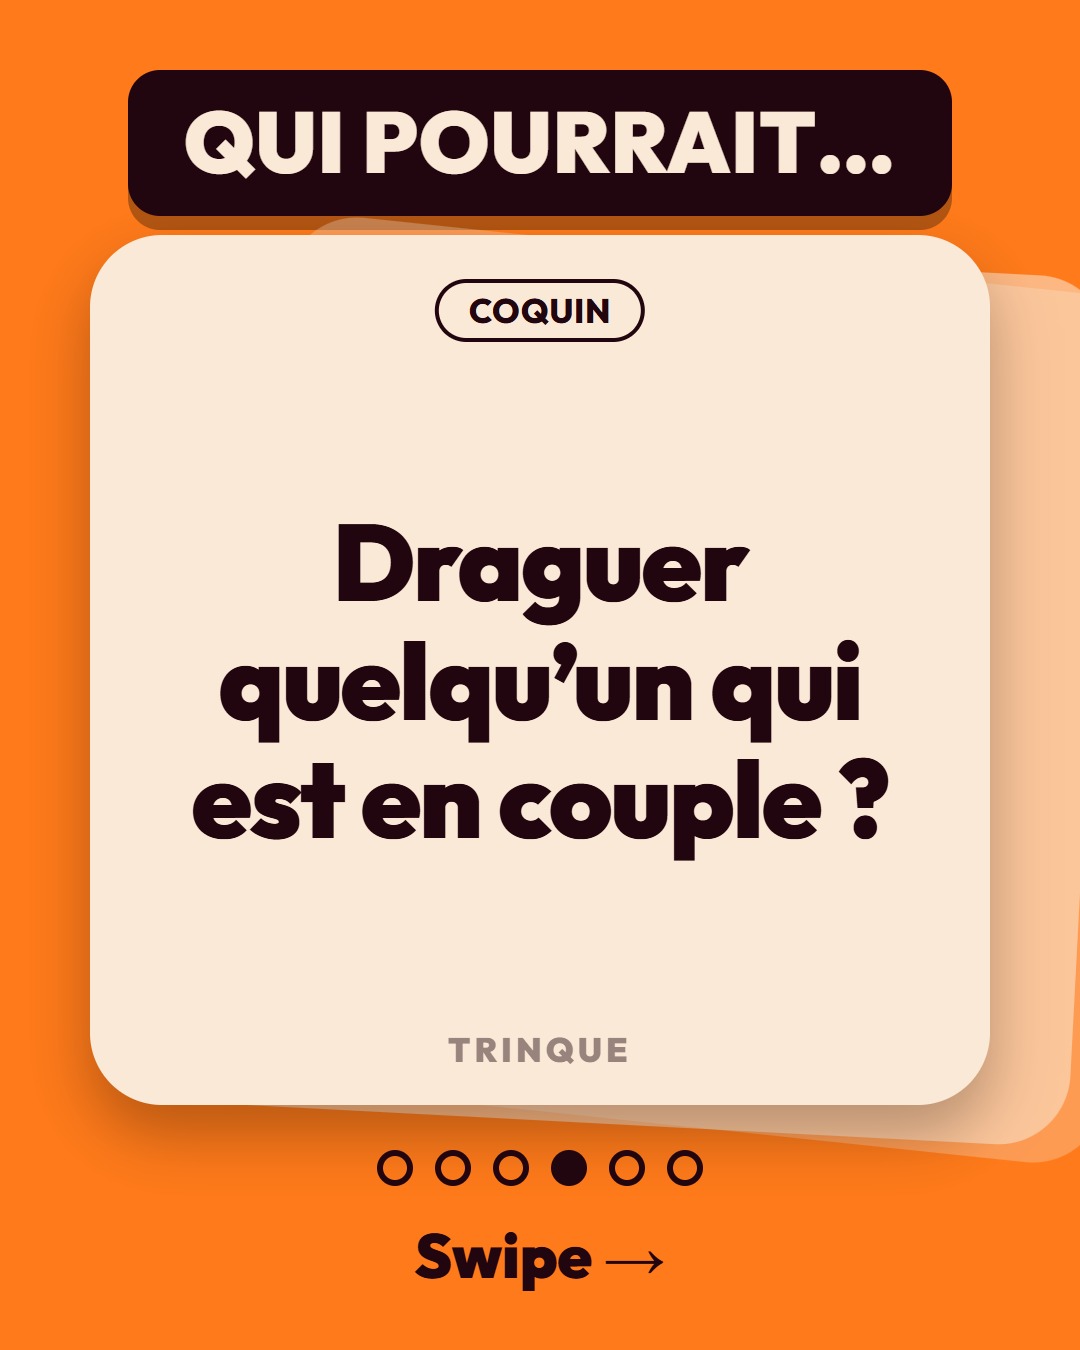 QUI POURRAIT...
COQUIN
Draguer
quelqu’un qui
est en couple ?
TRINQUE
Swipe →